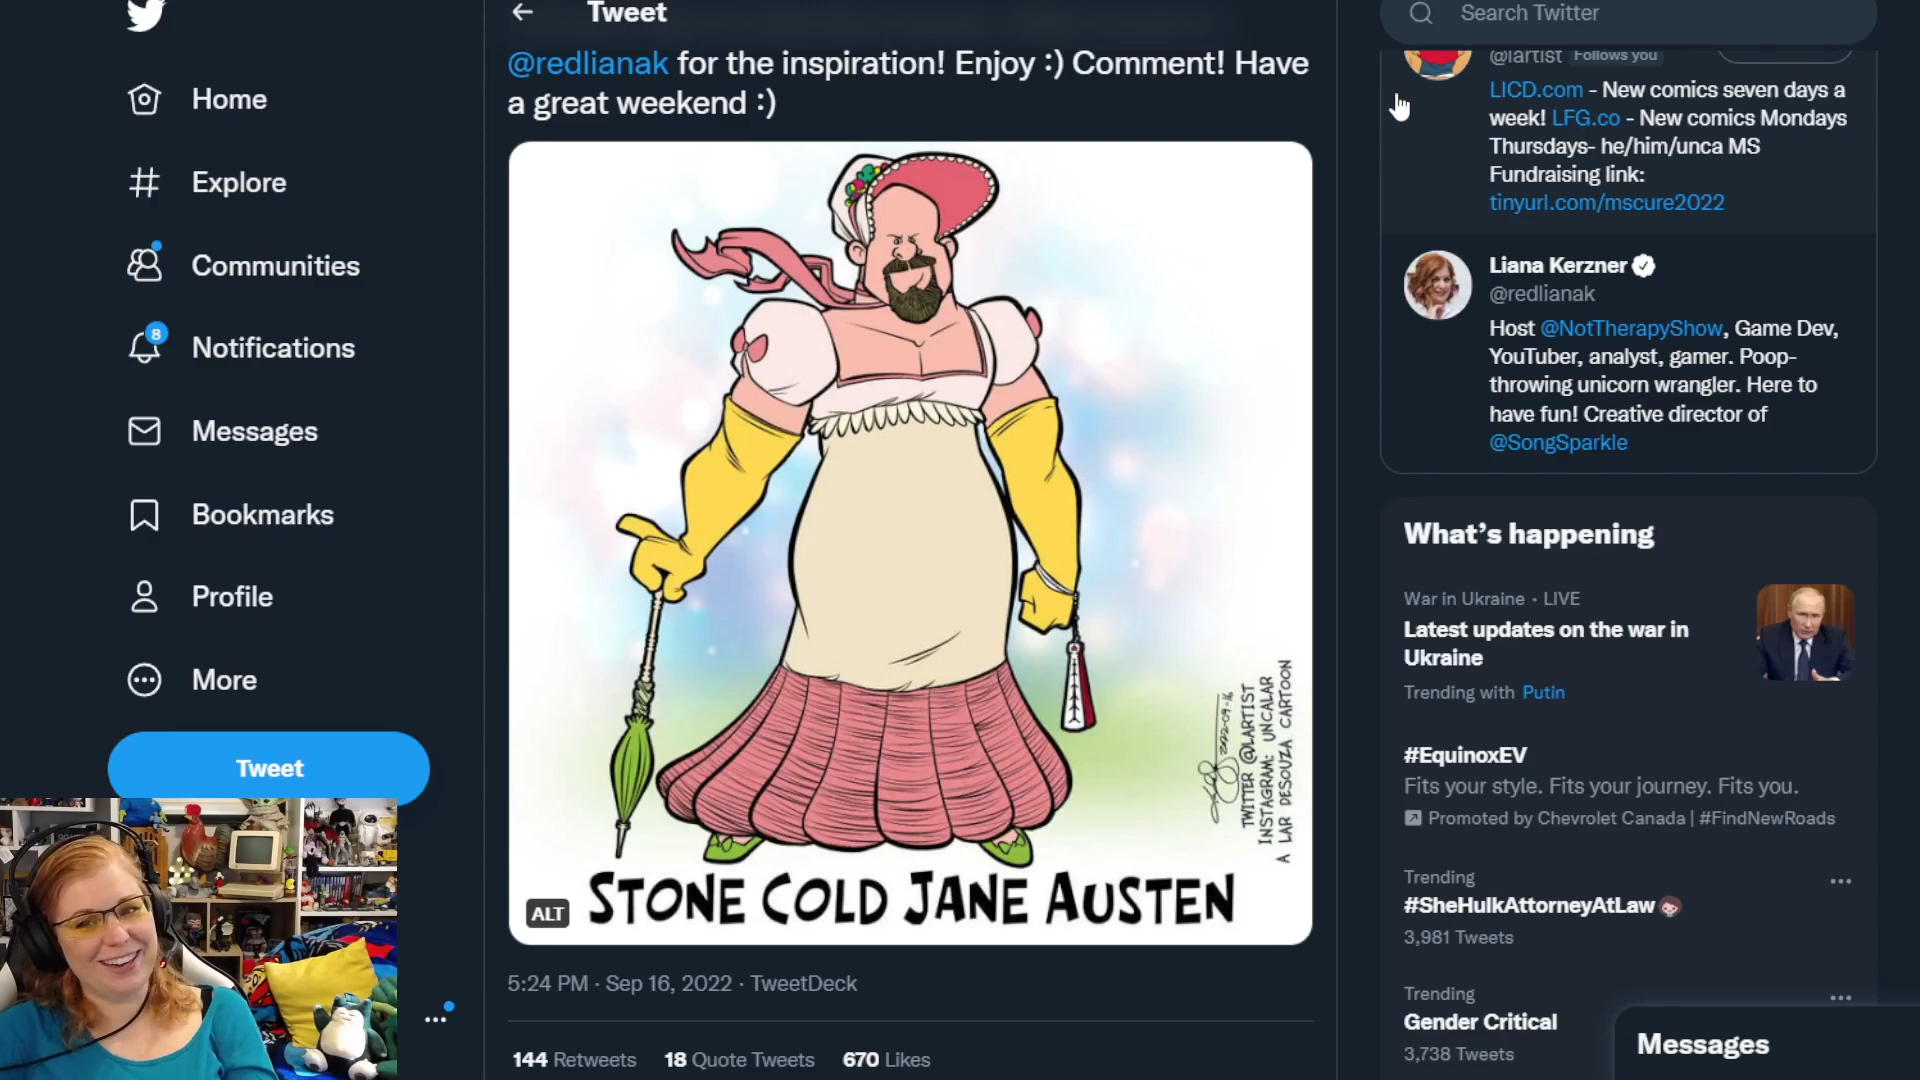 Home
Explore
Communities
8
Notifications
Messages
Bookmarks
Profile
More
Tweet
Tweet
@redlianak for the inspiration! Enjoy :) Comment! Have
a great weekend :)
2022-09-16
TWITTER @LARTIST
INSTAGRAM: UNCALAR
A LAR DESOUZA CARTOON
STONE COLD JANE AUSTEN
ALT
5:24 PM · Sep 16, 2022 · TweetDeck
144 Retweets 18 Quote Tweets 670 Likes
Search Twitter
@lartist Follows you
LICD.com - New comics seven days a
week! LFG.co - New comics Mondays
Thursdays- he/him/unca MS
Fundraising link:
tinyurl.com/mscure2022
Liana Kerzner
@redlianak
Host @NotTherapyShow, Game Dev,
YouTuber, analyst, gamer. Poop-
throwing unicorn wrangler. Here to
have fun! Creative director of
@SongSparkle
What's happening
War in Ukraine · LIVE
Latest updates on the war in
Ukraine
Trending with Putin
#EquinoxEV
Fits your style. Fits your journey. Fits you.
Promoted by Chevrolet Canada | #FindNewRoads
Trending
#SheHulkAttorneyAtLaw
3,981 Tweets
Trending
Gender Critical
3,738 Tweets
Messages